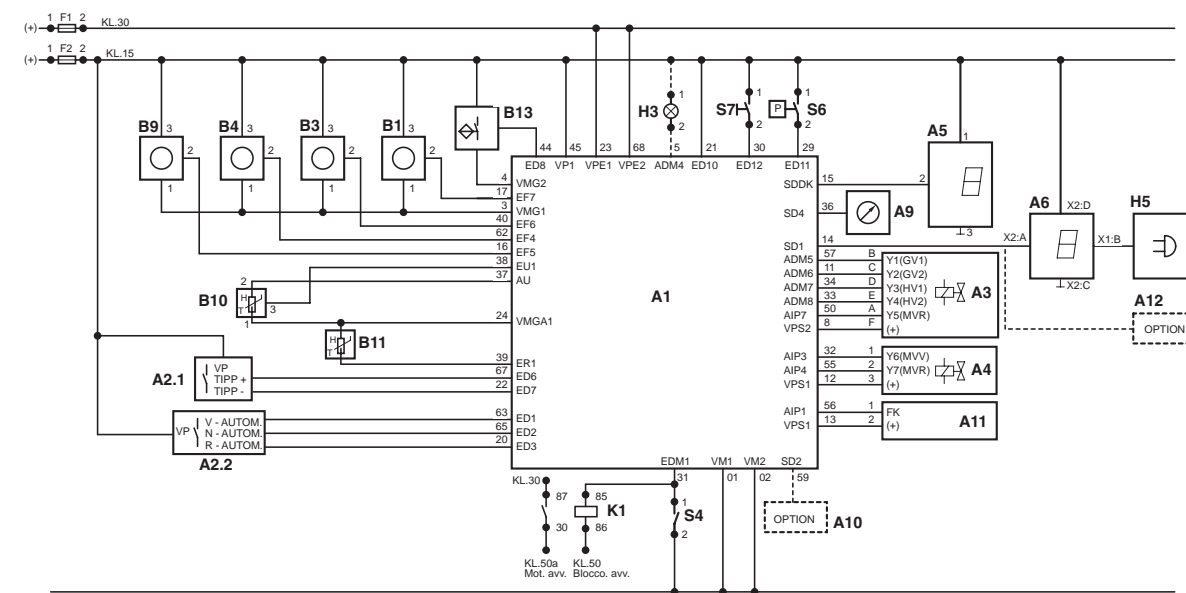 1 F1 2
(+)
KL.30
1 F2 2
(+)
KL.15
B9 3
2
1
B4 3
2
1
B3 3
2
1
B1 3
2
1
B13
H3
1
2
S7
1
2
P
S6
1
2
A5
1
2
3
44 45 23 68 5 21 30 29
ED8 VP1 VPE1 VPE2 ADM4 ED10 ED12 ED11
4 VMG2
17 EF7
3 VMG1
40 EF6
62 EF4
16 EF5
38 EU1
37 AU
24 VMGA1
39 ER1
67 ED6
22 ED7
63 ED1
65 ED2
20 ED3
A1
15
SDDK
36
SD4
A9
14
SD1
X2:A
A6
X2:D
X2:C
X1:B
H5
A12
OPTION
ADM5 57 B Y1(GV1)
ADM6 11 C Y2(GV2)
ADM7 34 D Y3(HV1)
ADM8 33 E Y4(HV2)
AIP7 50 A Y5(MVR)
VPS2 8 F (+)
A3
AIP3 32 1 Y6(MVV)
AIP4 55 2 Y7(MVR)
VPS1 12 3 (+)
A4
AIP1 56 1 FK
VPS1 13 2 (+)
A11
B10
2
H
T
3
1
B11
H
T
A2.1
VP
TIPP +
TIPP -
VP
V - AUTOM.
N - AUTOM.
R - AUTOM.
A2.2
EDM1 VM1 VM2 SD2
31 01 02 59
KL.30
87
30
KL.50a
Mot. avv.
85
K1
86
KL.50
Blocco. avv.
1
S4
2
OPTION
A10